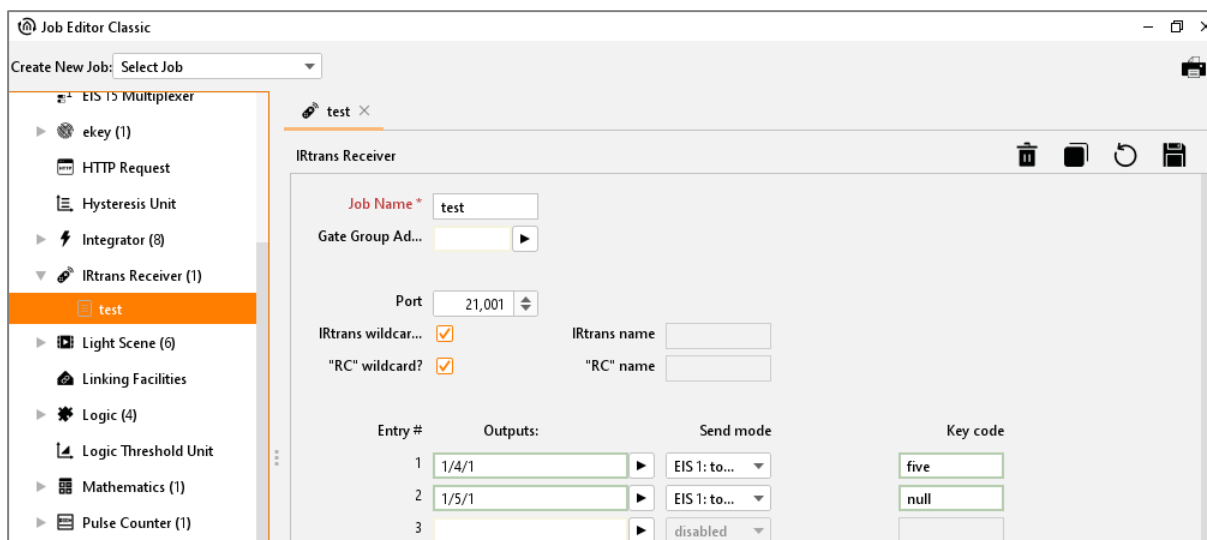 Job Editor Classic
Create New Job: Select Job
EIS 15 Multiplexer
ekey (1)
HTTP Request
Hysteresis Unit
Integrator (8)
IRtrans Receiver (1)
test
Light Scene (6)
Linking Facilities
Logic (4)
Logic Threshold Unit
Mathematics (1)
Pulse Counter (1)
test
IRtrans Receiver
Job Name * test
Gate Group Ad...
Port 21,001
IRtrans wildcar... IRtrans name
"RC" wildcard? "RC" name
Entry # Outputs: Send mode Key code
1 1/4/1 EIS 1: to... five
2 1/5/1 EIS 1: to... null
3 disabled